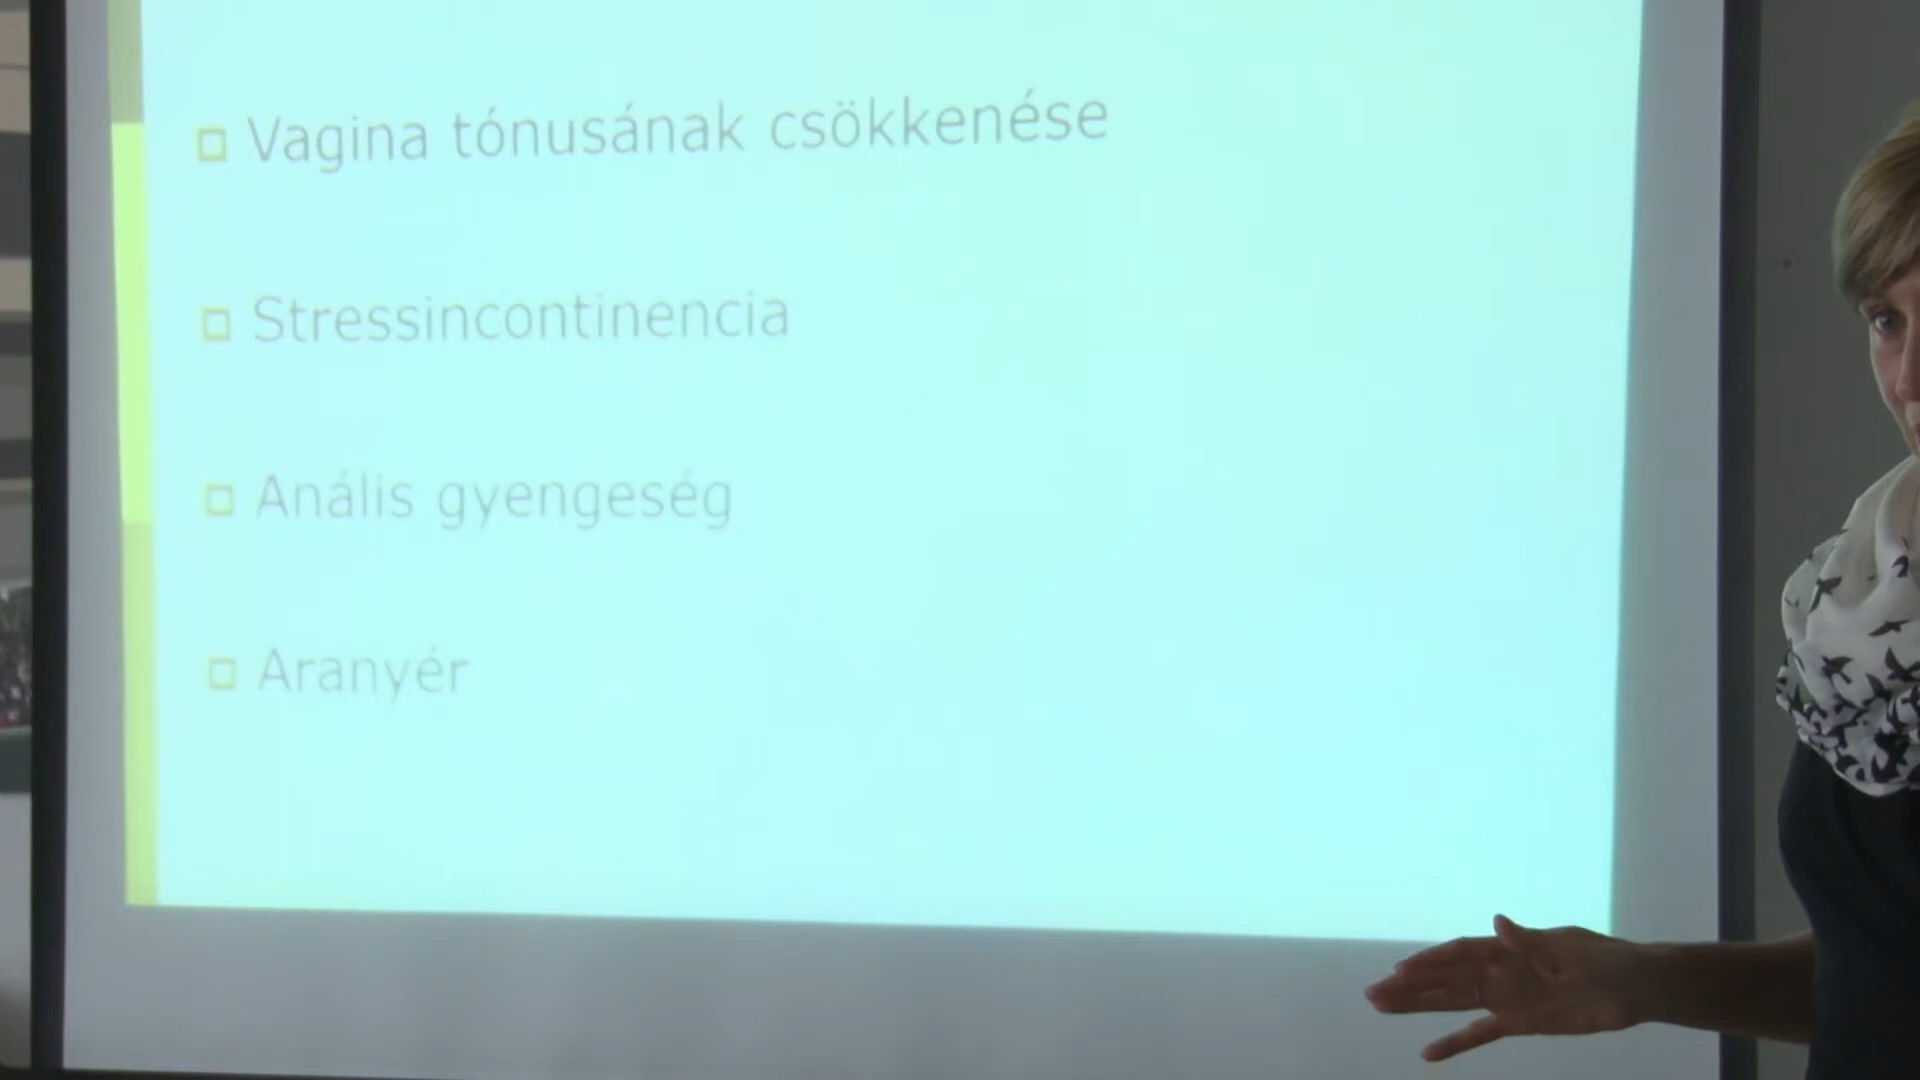 Vagina tónusának csökkenése
Stressincontinencia
Anális gyengeség
Aranyér